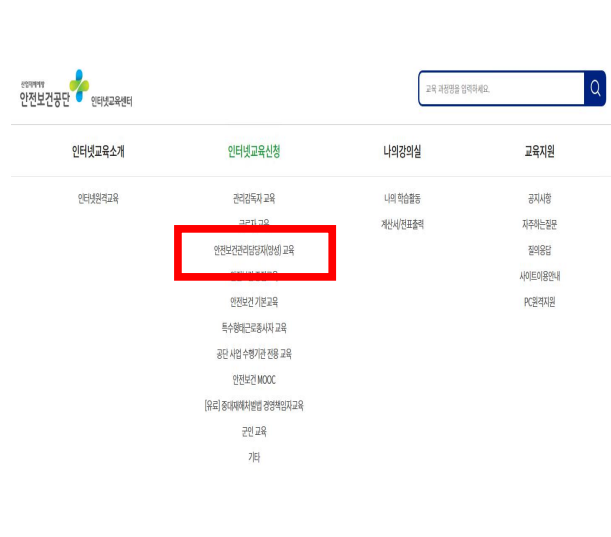 산업재해예방
안전보건공단 인터넷교육센터
교육 과정명을 입력하세요.
인터넷교육소개 인터넷교육신청 나의강의실 교육지원
인터넷원격교육 관리감독자 교육 나의 학습활동 공지사항
근로자 교육 계산서/전표출력 자주하는질문
안전보건관리담당자(양성) 교육 질의응답
사이트이용안내
안전보건 기본교육 PC원격지원
특수형태근로종사자 교육
공단 사업 수행기관 전용 교육
안전보건 MOOC
[유료] 중대재해처벌법 경영책임자교육
군인 교육
기타